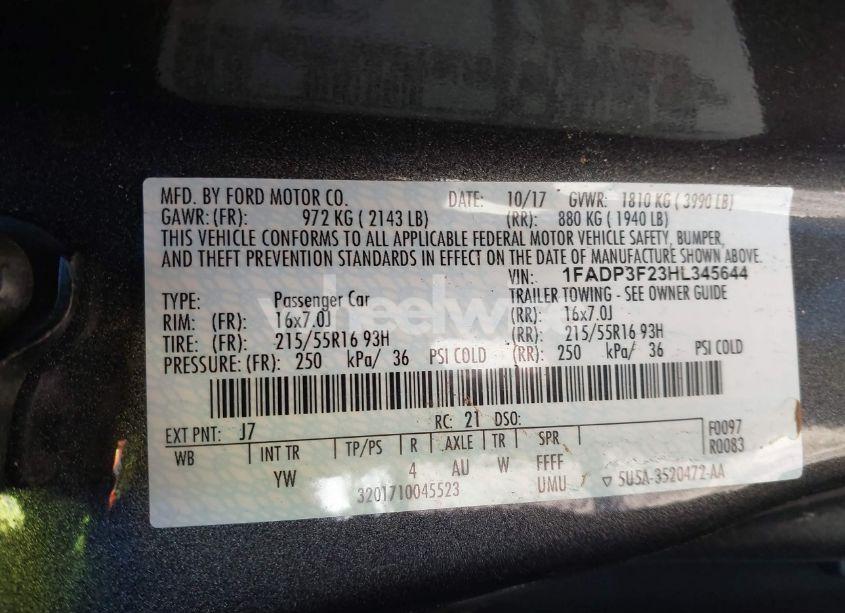 MFD. BY FORD MOTOR CO. DATE: 10/17 GVWR: 1810 KG ( 3990 LB)
GAWR: (FR): 972 KG ( 2143 LB) (RR): 880 KG ( 1940 LB)
THIS VEHICLE CONFORMS TO ALL APPLICABLE FEDERAL MOTOR VEHICLE SAFETY, BUMPER,
AND THEFT PREVENTION STANDARDS IN EFFECT ON THE DATE OF MANUFACTURE SHOWN ABOVE.
VIN: 1FADP3F23HL345644
TYPE: Passenger Car TRAILER TOWING - SEE OWNER GUIDE
RIM: (FR): 16x7.0J (RR): 16x7.0J
TIRE: (FR): 215/55R16 93H (RR): 215/55R16 93H
PRESSURE: (FR): 250 kPa/ 36 PSI COLD (RR): 250 kPa/ 36 PSI COLD
EXT PNT: J7 RC: 21 DSO: F0097
WB INT TR TP/PS R AXLE TR SPR R0083
YW 4 AU W FFFF
3201710045523 UMU ▽ 5USA-3520472-AA
wheelwo